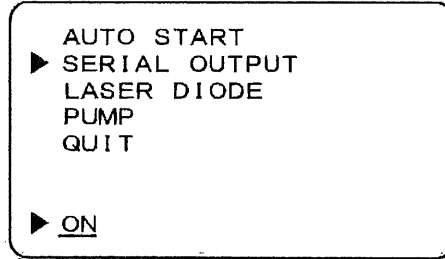 AUTO START
▶ SERIAL OUTPUT
LASER DIODE
PUMP
QUIT
▶ ON